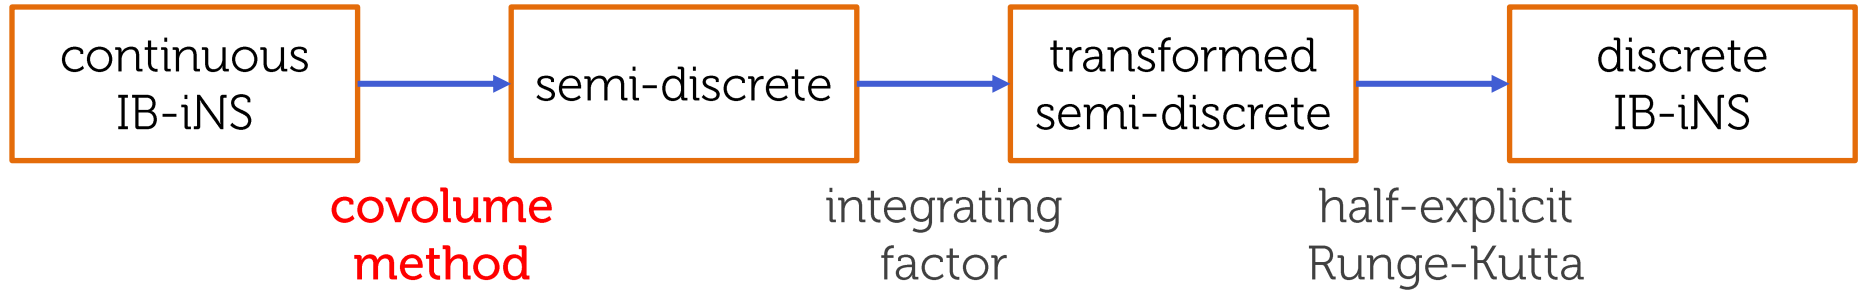 continuous
IB-iNS
semi-discrete
transformed
semi-discrete
discrete
IB-iNS
covolume
method
integrating
factor
half-explicit
Runge-Kutta